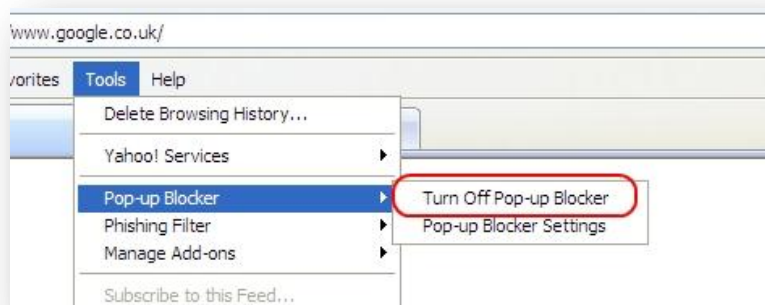 www.google.co.uk/
vorites Tools Help
Delete Browsing History...
Yahoo! Services
Pop-up Blocker
Turn Off Pop-up Blocker
Phishing Filter
Pop-up Blocker Settings
Manage Add-ons
Subscribe to this Feed...